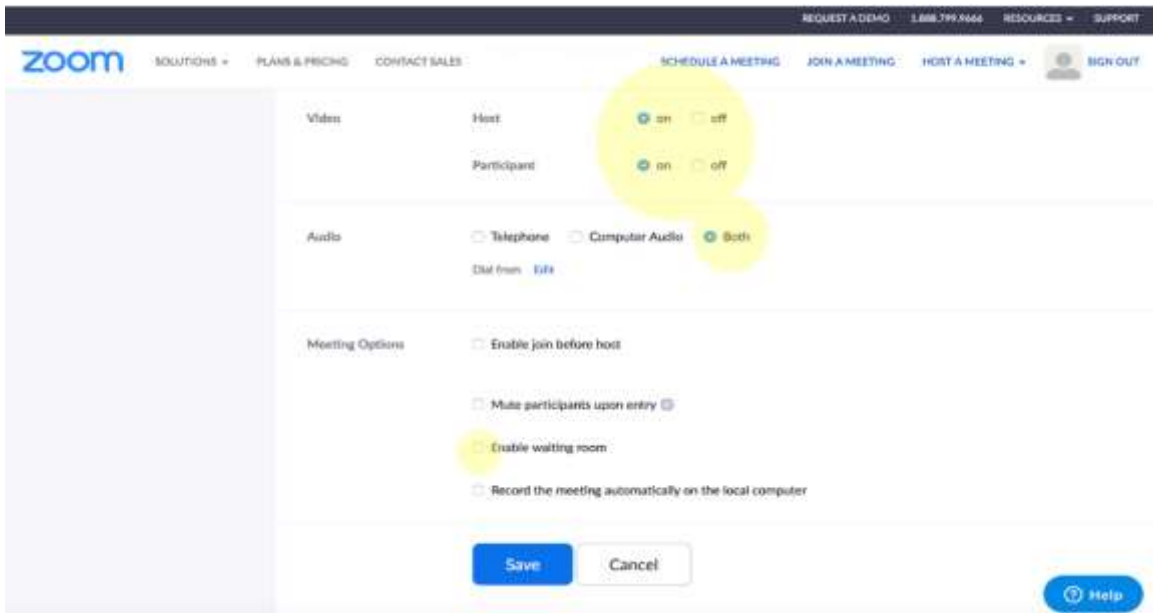 REQUEST A DEMO 1.888.799.9666 RESOURCES SUPPORT
zoom SOLUTIONS PLANS & PRICING CONTACT SALES SCHEDULE A MEETING JOIN A MEETING HOST A MEETING SIGN OUT
Video Host on off
Participant on off
Audio Telephone Computer Audio Both
Dial from Edit
Meeting Options Enable join before host
Mute participants upon entry
Enable waiting room
Record the meeting automatically on the local computer
Save Cancel
Help